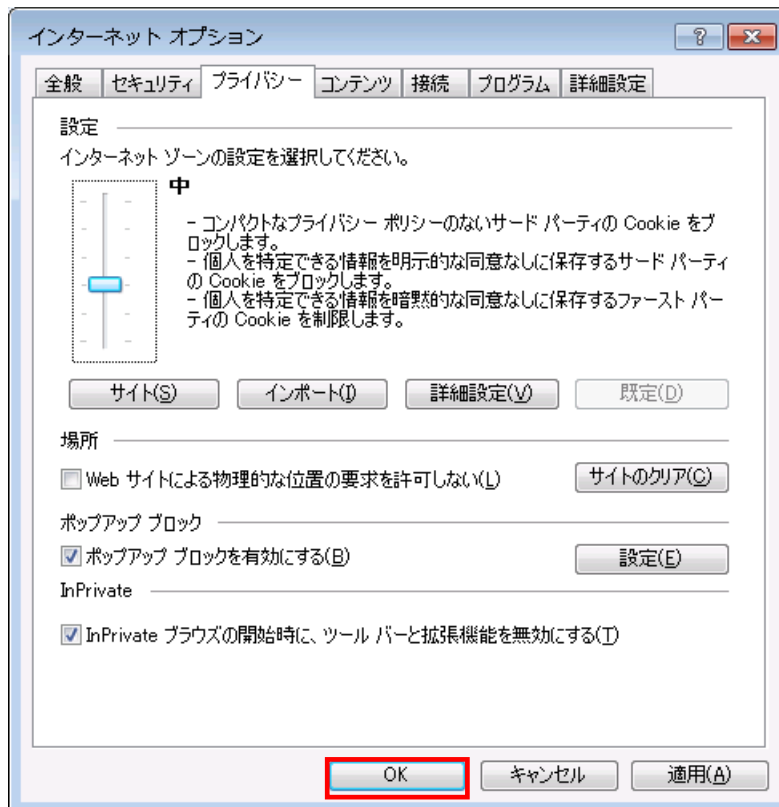 インターネット オプション
全般 セキュリティ プライバシー コンテンツ 接続 プログラム 詳細設定
設定
インターネット ゾーンの設定を選択してください。
中
- コンパクトなプライバシー ポリシーのないサード パーティの Cookie をブ
ロックします。
- 個人を特定できる情報を明示的な同意なしに保存するサード パーティ
の Cookie をブロックします。
- 個人を特定できる情報を暗黙的な同意なしに保存するファースト パー
ティの Cookie を制限します。
サイト(S) インポート(I) 詳細設定(V) 既定(D)
場所
Web サイトによる物理的な位置の要求を許可しない(L) サイトのクリア(C)
ポップアップ ブロック
ポップアップ ブロックを有効にする(B) 設定(E)
InPrivate
InPrivate ブラウズの開始時に、ツール バーと拡張機能を無効にする(T)
OK キャンセル 適用(A)